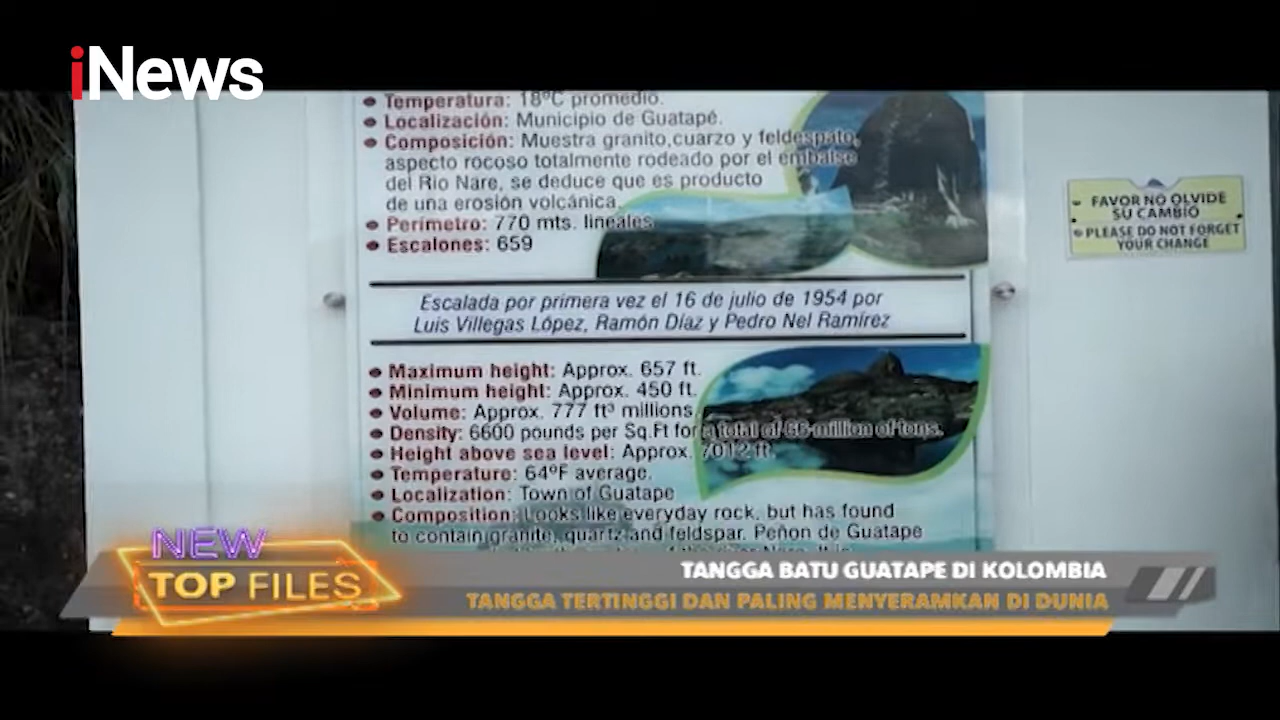 iNews
Temperatura: 18ºC promedio.
Localización: Municipio de Guatapé.
Composición: Muestra granito,cuarzo y feldespato,
aspecto rocoso totalmente rodeado por el embalse
del Rio Nare, se deduce que es producto
de una erosión volcánica.
Perímetro: 770 mts. lineales
Escalones: 659
Escalada por primera vez el 16 de julio de 1954 por
Luis Villegas López, Ramón Díaz y Pedro Nel Ramírez
Maximum height: Approx. 657 ft.
Minimum height: Approx. 450 ft.
Volume: Approx. 777 ft³ millions.
Density: 6600 pounds per Sq.Ft for a total of 66 million of tons.
Height above sea level: Approx. 7012 ft.
Temperature: 64ºF average.
Localization: Town of Guatape
Composition: Looks like everyday rock, but has found
to contain granite, quartz and feldspar. Peñon de Guatape
FAVOR NO OLVIDE
SU CAMBIO
PLEASE DO NOT FORGET
YOUR CHANGE
NEW
TOP FILES
TANGGA BATU GUATAPE DI KOLOMBIA
TANGGA TERTINGGI DAN PALING MENYERAMKAN DI DUNIA